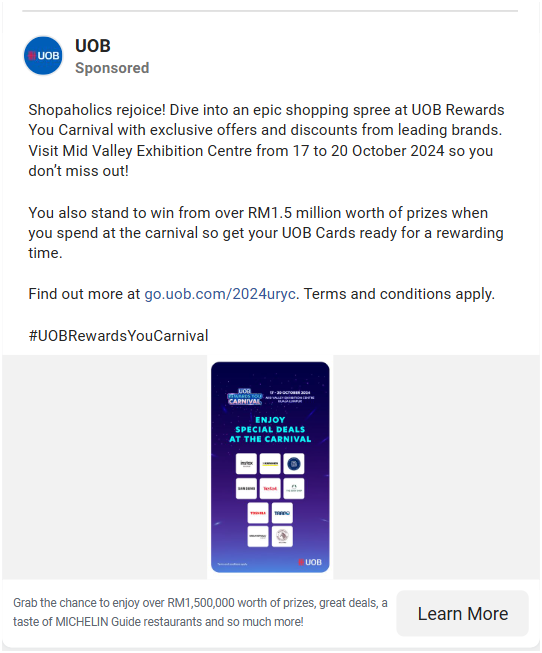 UOB
UOB
Sponsored
Shopaholics rejoice! Dive into an epic shopping spree at UOB Rewards
You Carnival with exclusive offers and discounts from leading brands.
Visit Mid Valley Exhibition Centre from 17 to 20 October 2024 so you
don’t miss out!
You also stand to win from over RM1.5 million worth of prizes when
you spend at the carnival so get your UOB Cards ready for a rewarding
time.
Find out more at go.uob.com/2024uryc. Terms and conditions apply.
#UOBRewardsYouCarnival
UOB
REWARDS YOU
CARNIVAL
17 - 20 OCTOBER 2024
MID VALLEY EXHIBITION CENTRE
KUALA LUMPUR
ENJOY
SPECIAL DEALS
AT THE CARNIVAL
instax
SAMSUNG
TOSHIBA
UOB
Grab the chance to enjoy over RM1,500,000 worth of prizes, great deals, a
taste of MICHELIN Guide restaurants and so much more!
Learn More